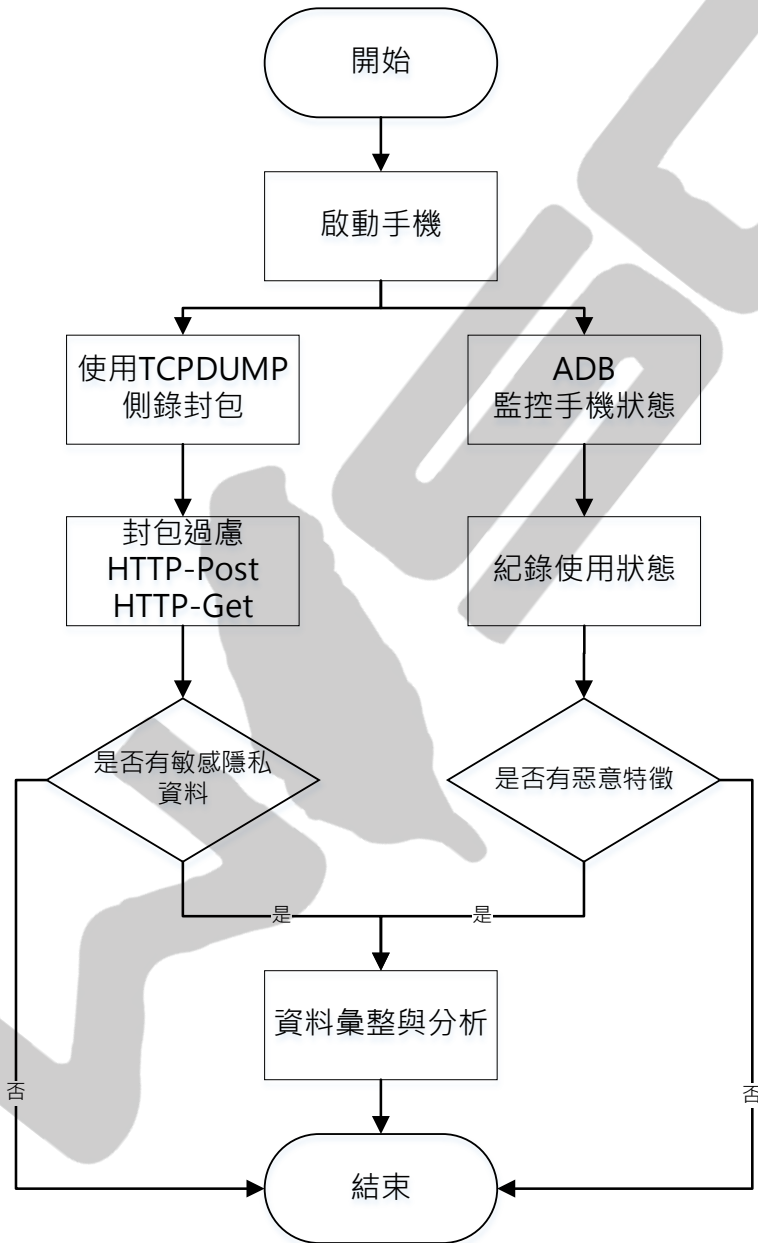 開始
啟動手機
使用TCPDUMP
側錄封包
ADB
監控手機狀態
封包過慮
HTTP-Post
HTTP-Get
紀錄使用狀態
是否有敏感隱私
資料
是否有惡意特徵
是
是
資料彙整與分析
否
否
結束